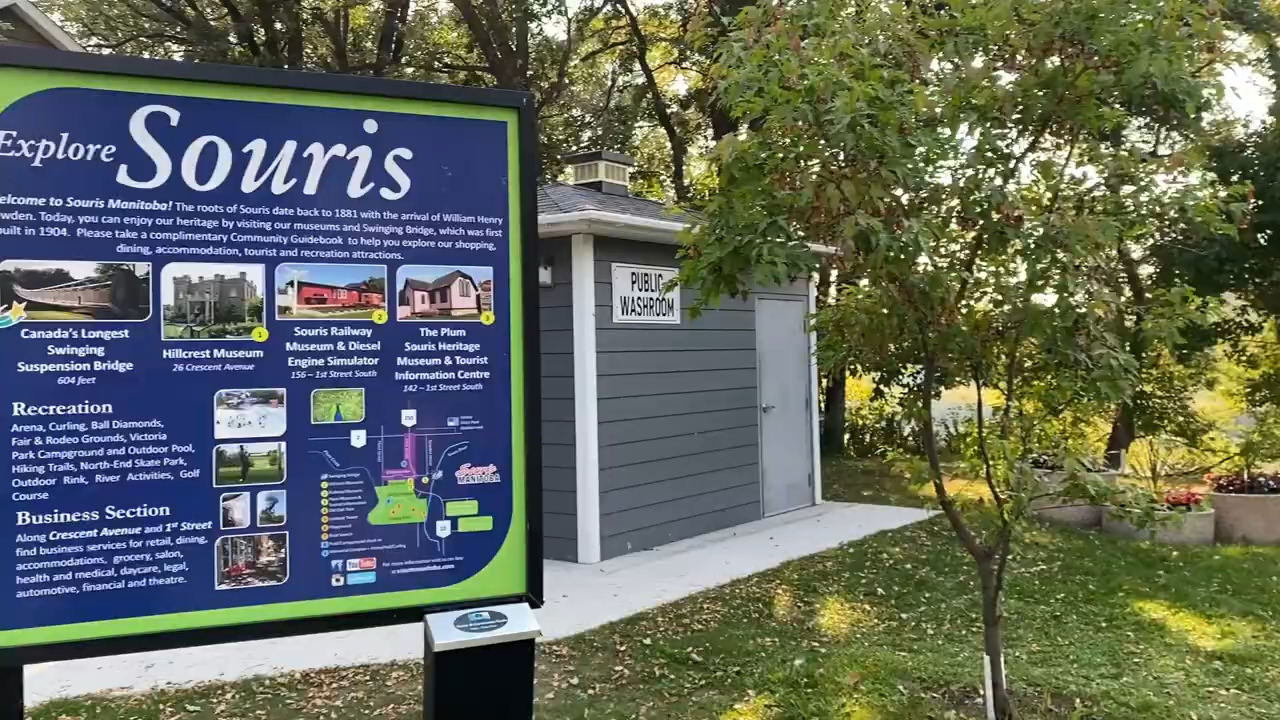 Explore Souris
elcome to Souris Manitoba! The roots of Souris date back to 1881 with the arrival of William Henry
wden. Today, you can enjoy our heritage by visiting our museums and Swinging Bridge, which was first
built in 1904. Please take a complimentary Community Guidebook to help you explore our shopping,
dining, accommodation, tourist and recreation attractions.
Canada's Longest
Swinging
Suspension Bridge
604 feet
1
Hillcrest Museum
26 Crescent Avenue
2
Souris Railway
Museum & Diesel
Engine Simulator
156 – 1st Street South
3
The Plum
Souris Heritage
Museum & Tourist
Information Centre
142 – 1st Street South
Recreation
Arena, Curling, Ball Diamonds,
Fair & Rodeo Grounds, Victoria
Park Campground and Outdoor Pool,
Hiking Trails, North-End Skate Park,
Outdoor Rink, River Activities, Golf
Course
Business Section
Along Crescent Avenue and 1st Street
find business services for retail, dining,
accommodations, grocery, salon,
health and medical, daycare, legal,
automotive, financial and theatre.
Souris
MANITOBA
YouTube
PUBLIC
WASHROOM